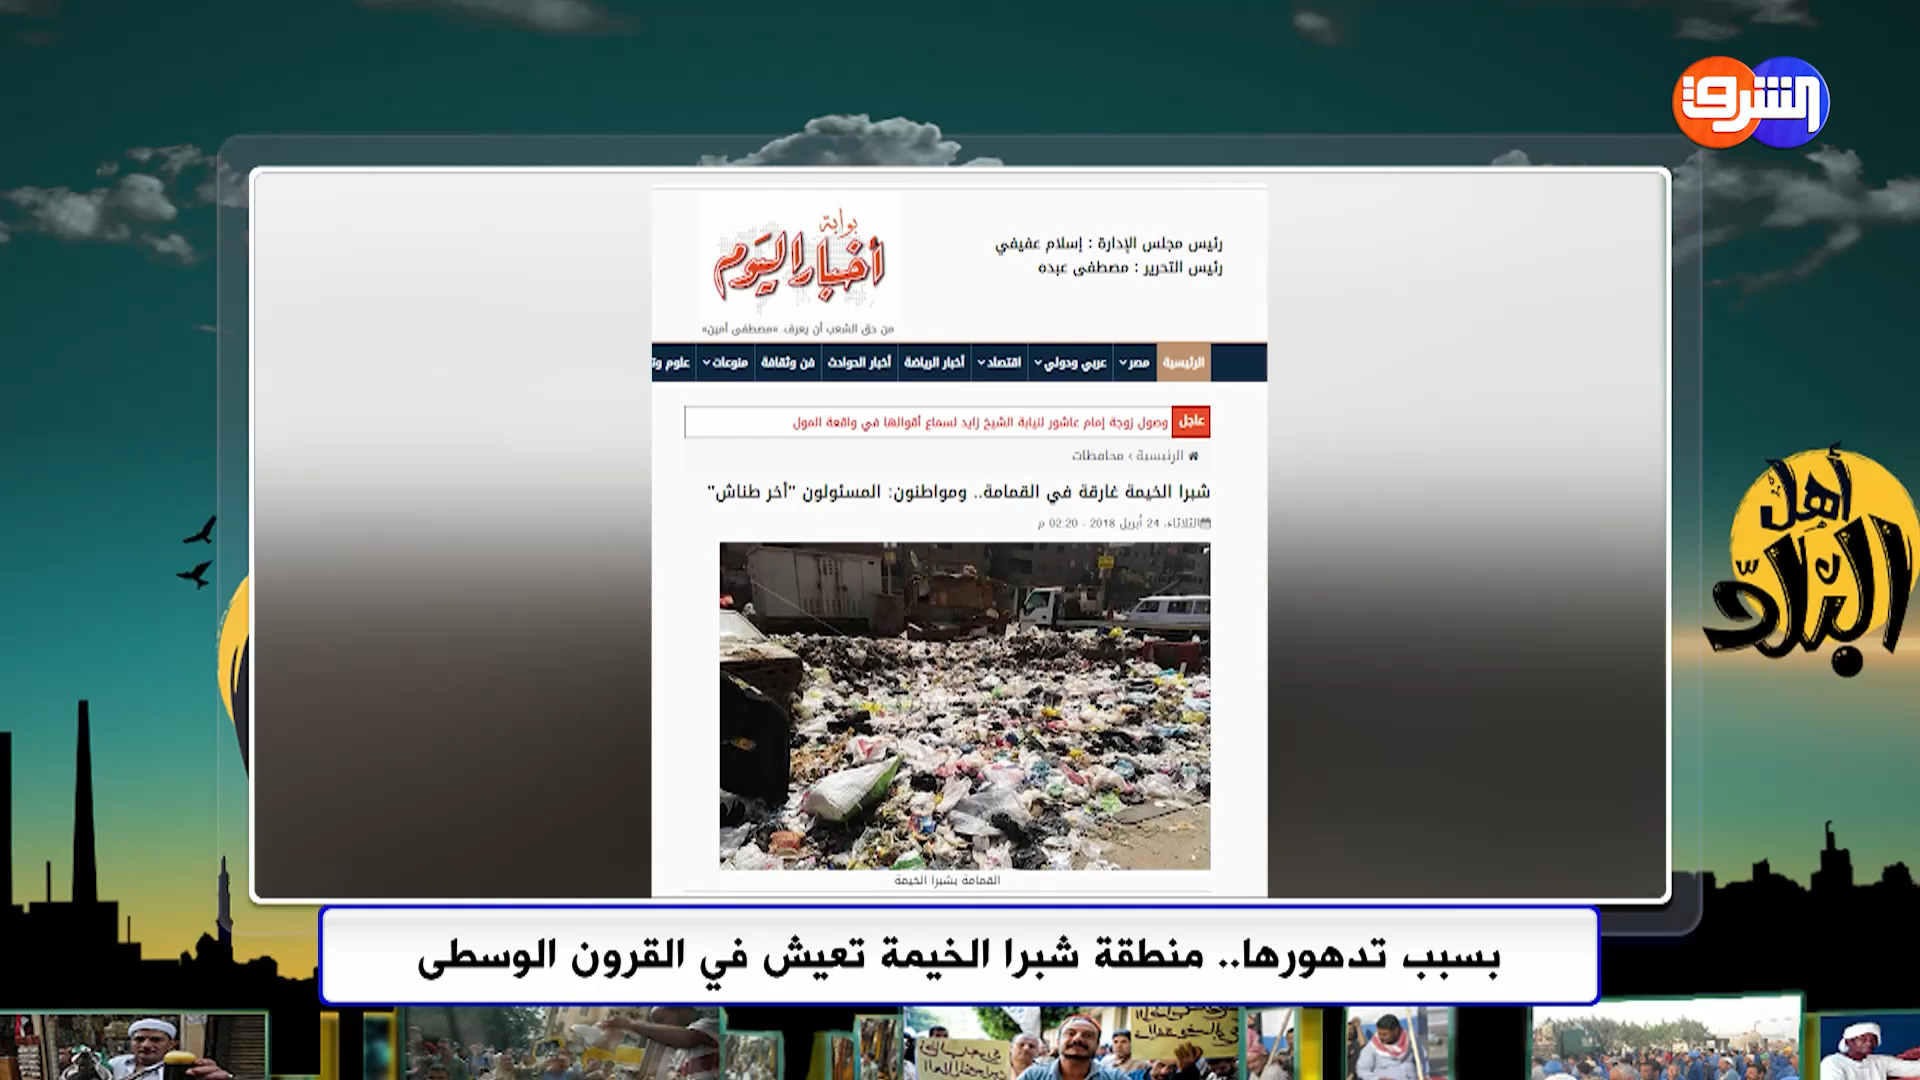 الشرق
بوابة
أخبار اليوم
من حق الشعب أن يعرف «مصطفى أمين»
رئيس مجلس الإدارة : إسلام عفيفي
رئيس التحرير : مصطفى عبده
الرئيسية مصر عربي ودولي اقتصاد أخبار الرياضة أخبار الحوادث فن وثقافة منوعات علوم
عاجل وصول زوجة إمام عاشور لنيابة الشيخ زايد لسماع أقوالها في واقعة المول
الرئيسية › محافظات
شبرا الخيمة غارقة في القمامة.. ومواطنون: المسئولون "أخر طناش"
الثلاثاء، 24 أبريل 2018 - 02:20 م
القمامة بشبرا الخيمة
أهل
البلد
بسبب تدهورها.. منطقة شبرا الخيمة تعيش في القرون الوسطى